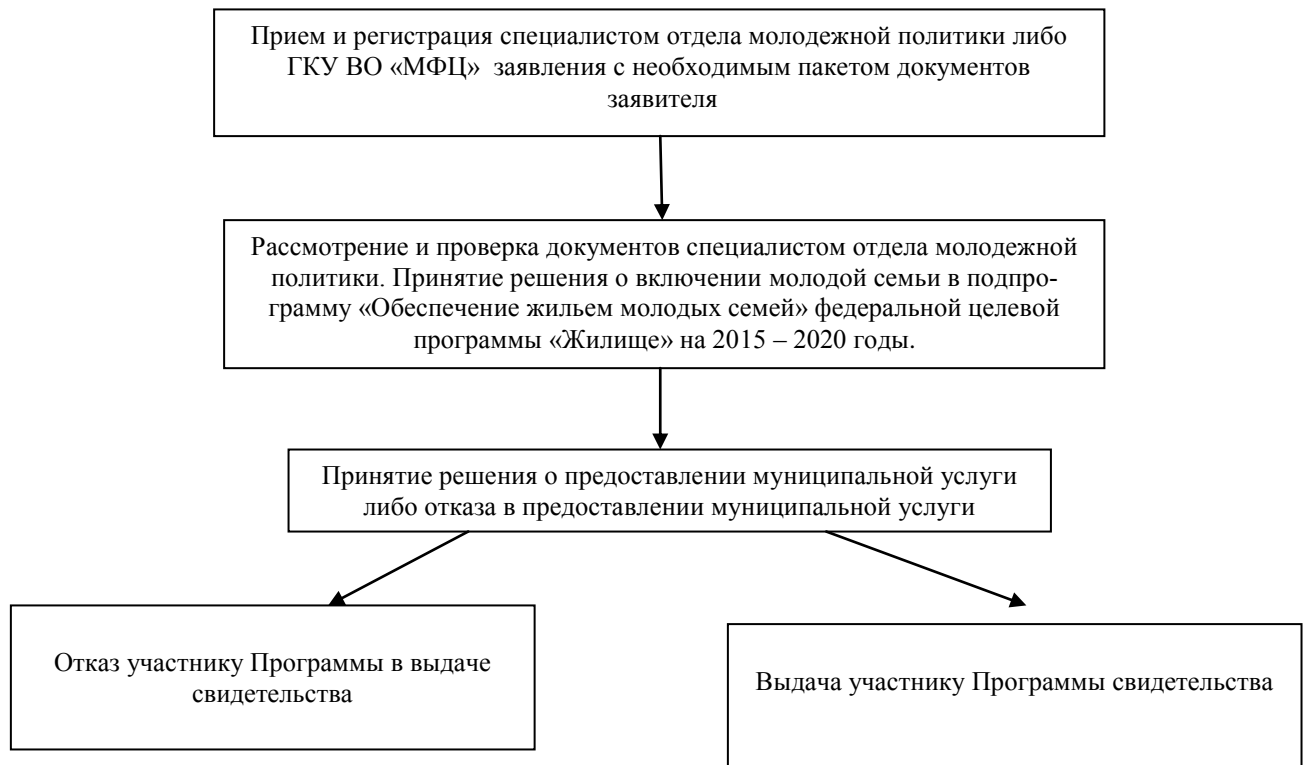 Прием и регистрация специалистом отдела молодежной политики либо
ГКУ ВО «МФЦ» заявления с необходимым пакетом документов
заявителя
Рассмотрение и проверка документов специалистом отдела молодежной
политики. Принятие решения о включении молодой семьи в подпро-
грамму «Обеспечение жильем молодых семей» федеральной целевой
программы «Жилище» на 2015 – 2020 годы.
Принятие решения о предоставлении муниципальной услуги
либо отказа в предоставлении муниципальной услуги
Отказ участнику Программы в выдаче
свидетельства
Выдача участнику Программы свидетельства